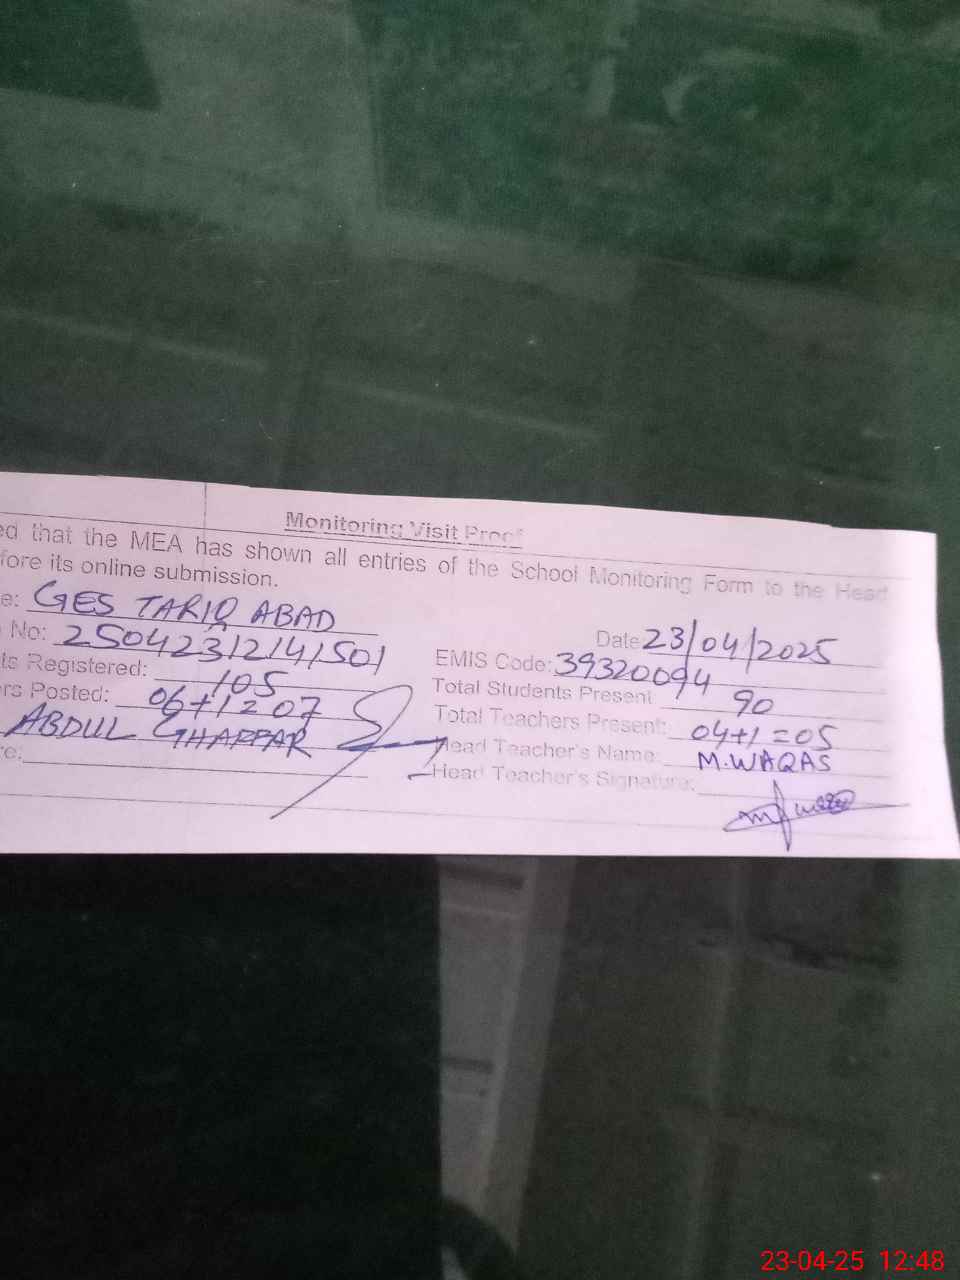 Monitoring Visit Proof
ed that the MEA has shown all entries of the School Monitoring Form to the Head
fore its online submission.
e: GES TARIQ ABAD
Date 23/04/2025
No: 25042312141501
EMIS Code: 39320094
ts Registered: 105
Total Students Present 90
rs Posted: 06+1=07
Total Teachers Present: 04+1=05
ABDUL GHAFFAR
Head Teacher's Name: M.WAQAS
re:
Head Teacher's Signature:
23-04-25 12:48